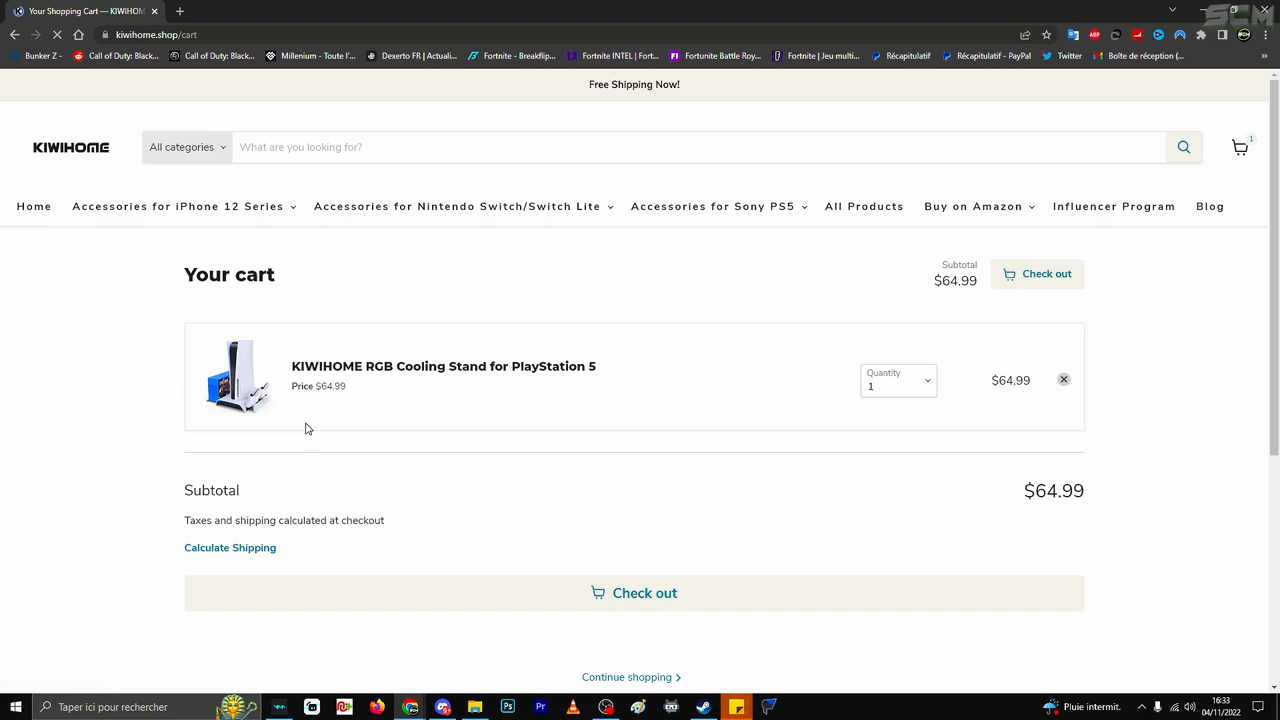 Your Shopping Cart — KIWIHOM
SCM
kiwihome.shop/cart
Bunker Z -
Call of Duty: Black...
Call of Duty: Black...
Millenium - Toute l'i...
Dexerto FR | Actuali...
Fortnite - Breakflip...
Fortnite INTEL | Fort...
Fortunite Battle Roy...
Fortnite | Jeu multi...
Récapitulatif
Récapitulatif - PayPal
Twitter
Boîte de réception (...
»
Free Shipping Now!
KIWIHOME
All categories
What are you looking for?
1
Home
Accessories for iPhone 12 Series
Accessories for Nintendo Switch/Switch Lite
Accessories for Sony PS5
All Products
Buy on Amazon
Influencer Program
Blog
Your cart
Subtotal
$64.99
Check out
KIWIHOME RGB Cooling Stand for PlayStation 5
Price $64.99
Quantity
1
$64.99
Subtotal
$64.99
Taxes and shipping calculated at checkout
Calculate Shipping
Check out
Continue shopping
Taper ici pour rechercher
Pluie intermit.
16:33
04/11/2022